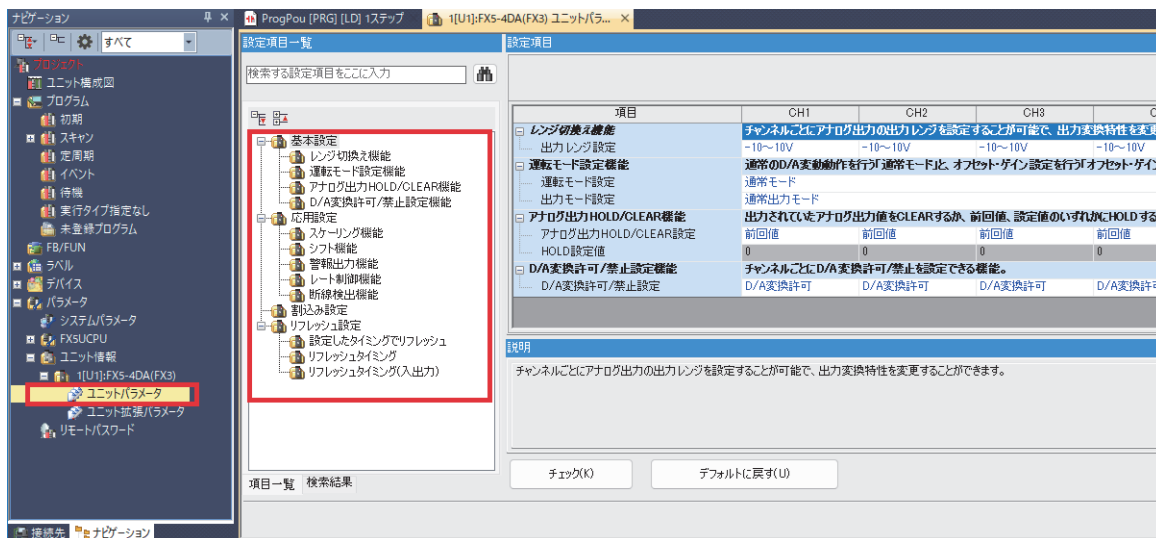 ナビゲーション
ProgPou [PRG] [LD] 1ステップ
1[U1]:FX5-4DA(FX3) ユニットパラ...
すべて
プロジェクト
ユニット構成図
プログラム
初期
スキャン
定周期
イベント
待機
実行タイプ指定なし
未登録プログラム
FB/FUN
ラベル
デバイス
パラメータ
システムパラメータ
FX5UCPU
ユニット情報
1[U1]:FX5-4DA(FX3)
ユニットパラメータ
ユニット拡張パラメータ
リモートパスワード
接続先 ナビゲーション
設定項目一覧
検索する設定項目をここに入力
基本設定
レンジ切換え機能
運転モード設定機能
アナログ出力HOLD/CLEAR機能
D/A変換許可/禁止設定機能
応用設定
スケーリング機能
シフト機能
警報出力機能
レート制御機能
断線検出機能
割込み設定
リフレッシュ設定
設定したタイミングでリフレッシュ
リフレッシュタイミング
リフレッシュタイミング(入出力)
項目一覧 検索結果
設定項目
項目 CH1 CH2 CH3 C
レンジ切換え機能 チャンネルごとにアナログ出力の出力レンジを設定することが可能で、出力変換特性を変更
出力レンジ設定 -10～10V -10～10V -10～10V -10～10V
運転モード設定機能 通常のD/A変動動作を行う「通常モード」と、オフセット・ゲイン設定を行う「オフセット・ゲイン
運転モード設定 通常モード
出力モード設定 通常出力モード
アナログ出力HOLD/CLEAR機能 出力されていたアナログ出力値をCLEARするか、前回値、設定値のいずれかにHOLDする
アナログ出力HOLD/CLEAR設定 前回値 前回値 前回値 前回値
HOLD設定値 0 0 0 0
D/A変換許可/禁止設定機能 チャンネルごとにD/A変換許可/禁止を設定できる機能。
D/A変換許可/禁止設定 D/A変換許可 D/A変換許可 D/A変換許可 D/A変換許可
説明
チャンネルごとにアナログ出力の出力レンジを設定することが可能で、出力変換特性を変更することができます。
チェック(K) デフォルトに戻す(U)